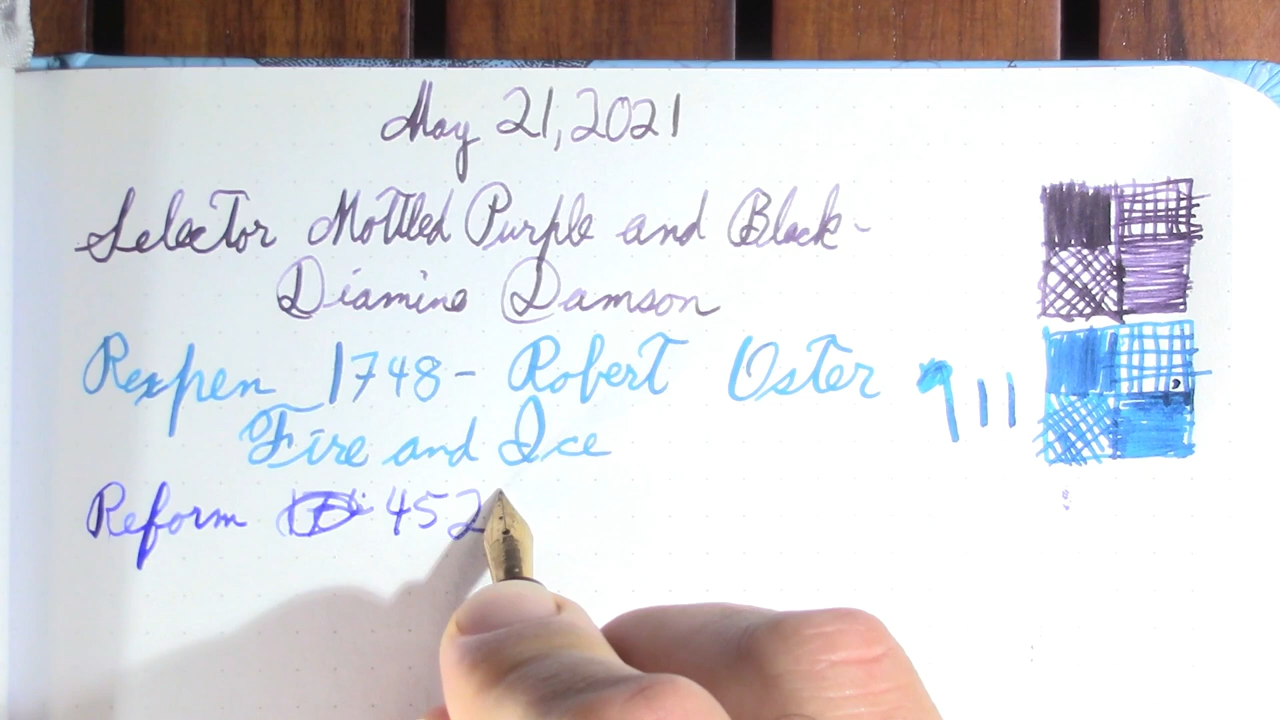 May 21, 2021
Selector Mottled Purple and Black -
Diamine Damson
Rexpen 1748 - Robert Oster
Fire and Ice
Reform 452